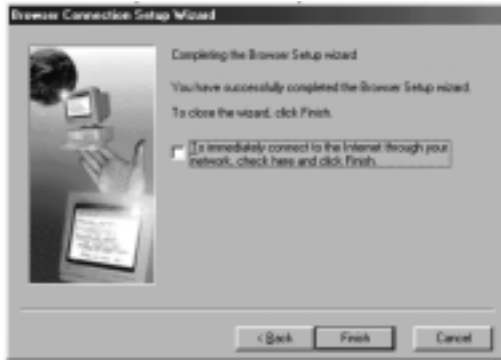 Browser Connection Setup Wizard
Completing the Browser Setup wizard
You have successfully completed the Browser Setup wizard.
To close the wizard, click Finish.
To immediately connect to the Internet through your
network, check here and click Finish.
< Back
Finish
Cancel